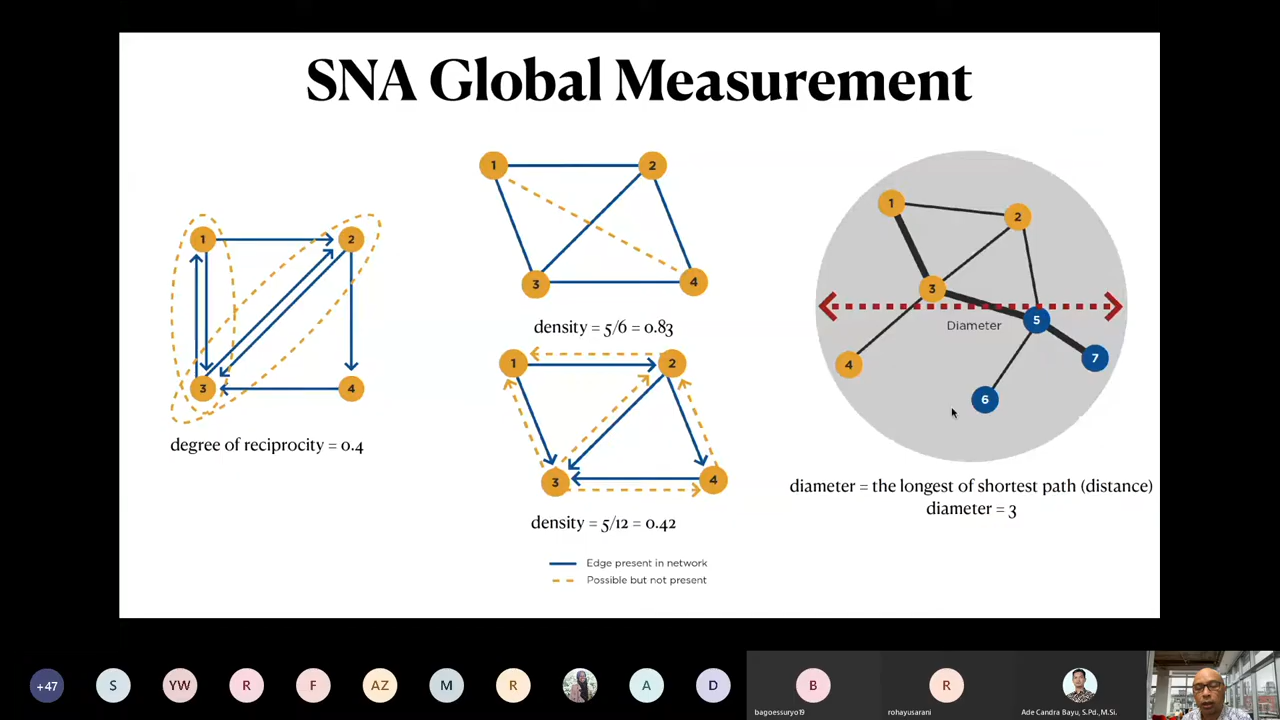 SNA Global Measurement
1
2
3
4
degree of reciprocity = 0.4
1
2
3
4
density = 5/6 = 0.83
1
2
3
4
density = 5/12 = 0.42
Edge present in network
Possible but not present
1
2
3
Diameter
5
4
7
6
diameter = the longest of shortest path (distance)
diameter = 3
+47
S
YW
R
F
AZ
M
R
A
D
B
bagoessuryo19
R
rohayusarani
Ade Candra Bayu, S.Pd.,M.Si.